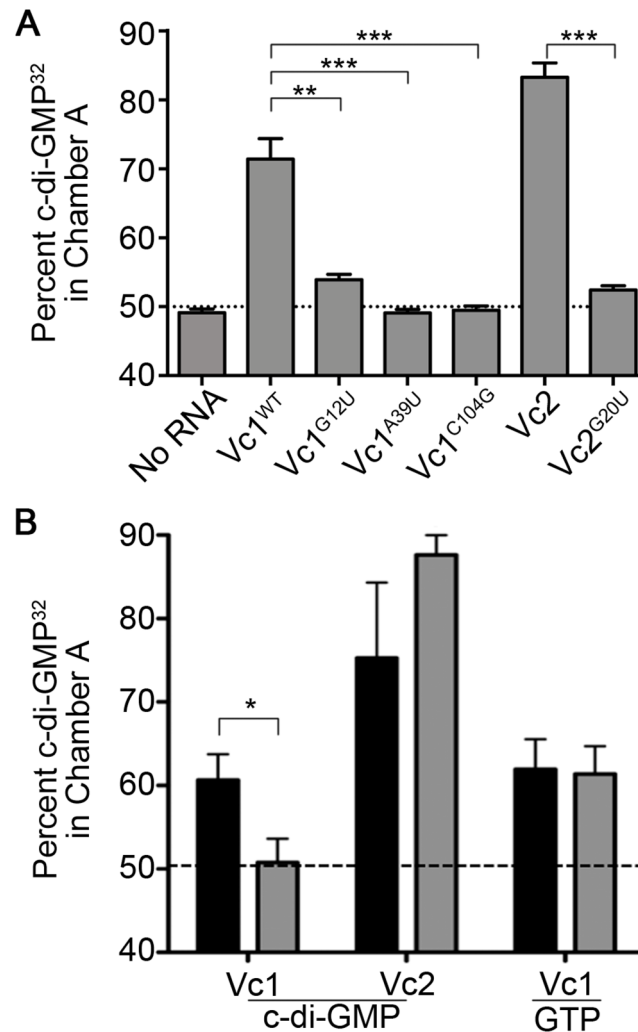 A
Percent c-di-GMP³²
in Chamber A
90
80
70
60
50
40
***
***
**
***
No RNA
Vc1ᵂᵀ
Vc1ᴳ¹²ᵁ
Vc1ᴬ³⁹ᵁ
Vc1ᶜ¹⁰⁴ᴳ
Vc2
Vc2ᴳ²⁰ᵁ
B
Percent c-di-GMP³²
in Chamber A
90
80
70
60
50
40
*
Vc1 Vc2 Vc1
c-di-GMP GTP